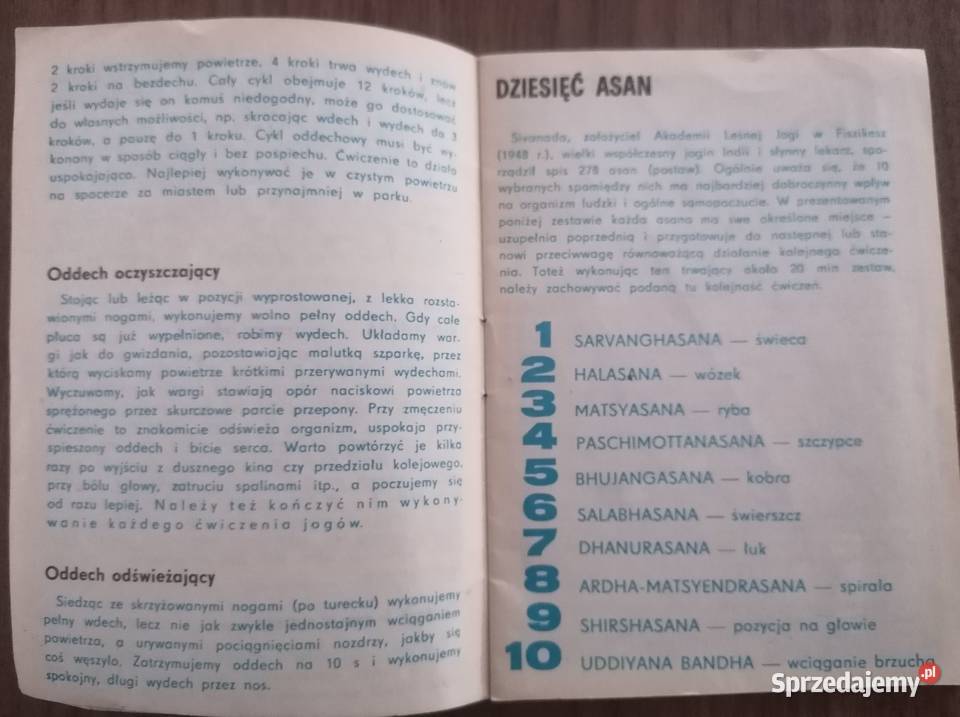 2 kroki wstrzymujemy powietrze, 4 kroki trwa wydech i znów
2 kroki na bezdechu. Cały cykl obejmuje 12 kroków, lecz
jeśli wydaje się on komuś niedogodny, może go dostosować
do własnych możliwości, np. skracając wdech i wydech do 3
kroków, a pauzę do 1 kroku. Cykl oddechowy musi być wy-
konany w sposób ciągły i bez pospiechu. Ćwiczenie to działa
uspokajająco. Najlepiej wykonywać je w czystym powietrzu
na spacerze za miastem lub przynajmniej w parku.
Oddech oczyszczający
Stojąc lub leżąc w pozycji wyprostowanej, z lekka rozsta-
wionymi nogami, wykonujemy wolno pełny oddech. Gdy całe
płuca są już wypełnione, robimy wydech. Układamy war-
gi jak do gwizdania, pozostawiając malutką szparkę, przez
którą wyciskamy powietrze krótkimi przerywanymi wydechami.
Wyczuwamy, jak wargi stawiają opór naciskowi powietrza
sprężonego przez skurczowe parcie przepony. Przy zmęczeniu
ćwiczenie to znakomicie odświeża organizm, uspokaja przy-
spieszony oddech i bicie serca. Warto powtórzyć je kilka
razy po wyjściu z dusznego kina czy przedziału kolejowego,
przy bólu głowy, zatruciu spalinami itp., a poczujemy się
od razu lepiej. Należy też kończyć nim wykony-
wanie każdego ćwiczenia jogów.
Oddech odświeżający
Siedząc ze skrzyżowanymi nogami (po turecku) wykonujemy
pełny wdech, lecz nie jak zwykle jednostajnym wciąganiem
powietrza, a urywanymi pociągnięciami nozdrzy, jakby się
coś węszyło. Zatrzymujemy oddech na 10 s i wykonujemy
spokojny, długi wydech przez nos.
DZIESIĘĆ ASAN
Sivanada, założyciel Akademii Leśnej Jogi w Fiszikesz
(1948 r.), wielki współczesny jogin Indii i słynny lekarz, spo-
rządził spis 278 asan (postaw). Ogólnie uważa się, że 10
wybranych spomiędzy nich ma najbardziej dobroczynny wpływ
na organizm ludzki i ogólne samopoczucie. W prezentowanym
poniżej zestawie każda asana ma swe określone miejsce –
uzupełnia poprzednią i przygotowuje do następnej lub sta-
nowi przeciwwagę równoważącą działanie kolejnego ćwicze-
nia. Toteż wykonując ten trwający około 20 min zestaw,
należy zachowywać podaną tu kolejność ćwiczeń.
1 SARVANGHASANA — świeca
2 HALASANA — wózek
3 MATSYASANA — ryba
4 PASCHIMOTTANASANA — szczypce
5 BHUJANGASANA — kobra
6 SALABHASANA — świerszcz
7 DHANURASANA — łuk
8 ARDHA-MATSYENDRASANA — spirala
9 SHIRSHASANA — pozycja na głowie
10 UDDIYANA BANDHA — wciąganie brzucha
Sprzedajemy.pl